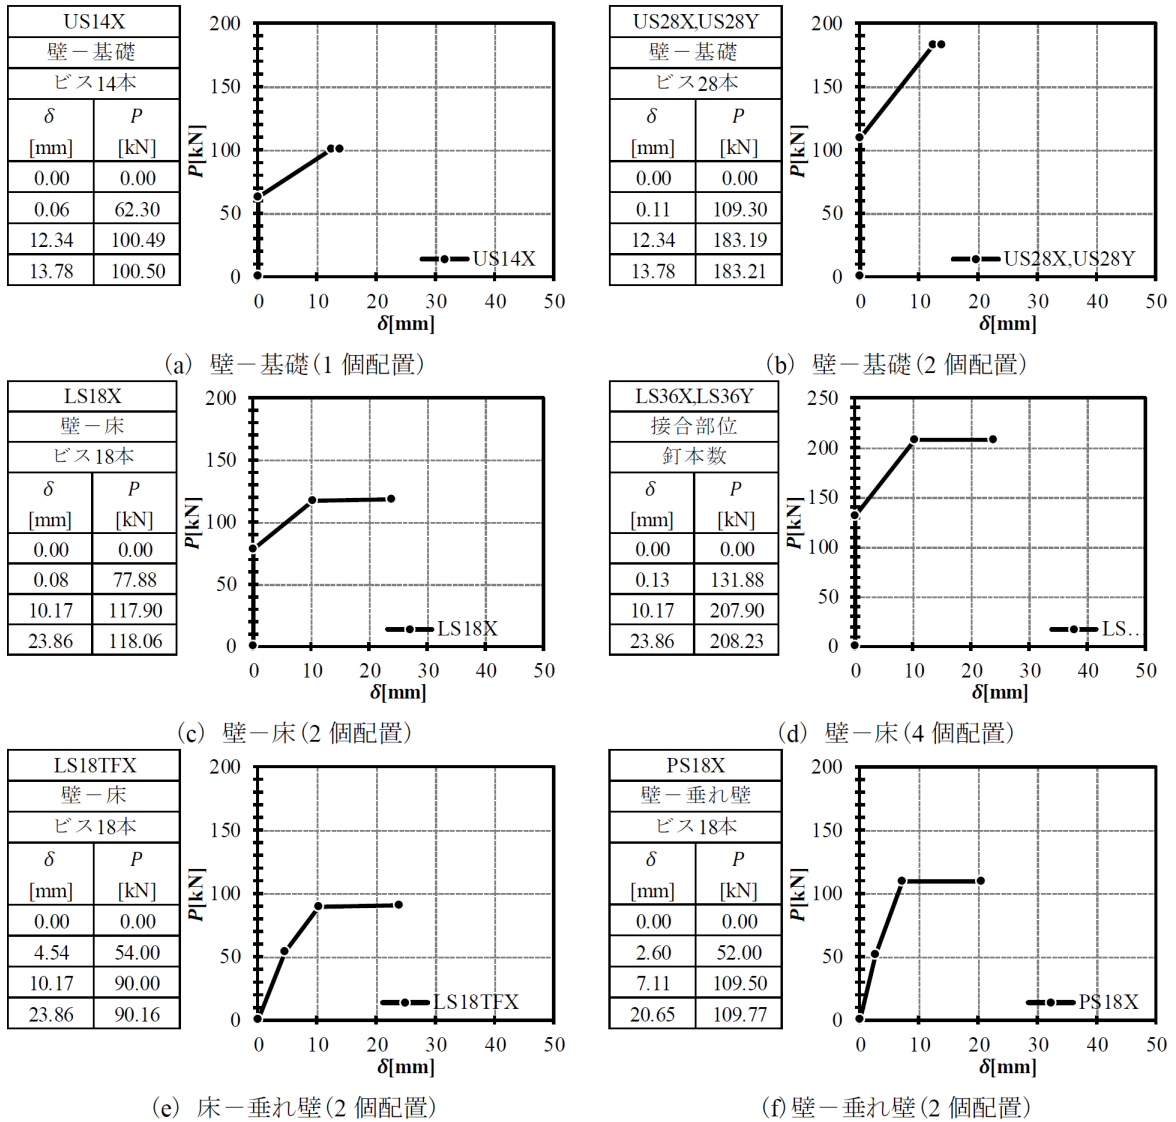 US14X
壁－基礎
ビス14本
δ P
[mm] [kN]
0.00 0.00
0.06 62.30
12.34 100.49
13.78 100.50
200
150
100
50
0
P[kN]
US14X
0 10 20 30 40 50
δ[mm]
(a) 壁－基礎(1 個配置)
US28X,US28Y
壁－基礎
ビス28本
δ P
[mm] [kN]
0.00 0.00
0.11 109.30
12.34 183.19
13.78 183.21
200
150
100
50
0
P[kN]
US28X,US28Y
0 10 20 30 40 50
δ[mm]
(b) 壁－基礎(2 個配置)
LS18X
壁－床
ビス18本
δ P
[mm] [kN]
0.00 0.00
0.08 77.88
10.17 117.90
23.86 118.06
200
150
100
50
0
P[kN]
LS18X
0 10 20 30 40 50
δ[mm]
(c) 壁－床(2 個配置)
LS36X,LS36Y
接合部位
釘本数
δ P
[mm] [kN]
0.00 0.00
0.13 131.88
10.17 207.90
23.86 208.23
250
200
150
100
50
0
P[kN]
LS…
0 10 20 30 40 50
δ[mm]
(d) 壁－床(4 個配置)
LS18TFX
壁－床
ビス18本
δ P
[mm] [kN]
0.00 0.00
4.54 54.00
10.17 90.00
23.86 90.16
200
150
100
50
0
P[kN]
LS18TFX
0 10 20 30 40 50
δ[mm]
(e) 床－垂れ壁(2 個配置)
PS18X
壁－垂れ壁
ビス18本
δ P
[mm] [kN]
0.00 0.00
2.60 52.00
7.11 109.50
20.65 109.77
200
150
100
50
0
P[kN]
PS18X
0 10 20 30 40 50
δ[mm]
(f) 壁－垂れ壁(2 個配置)